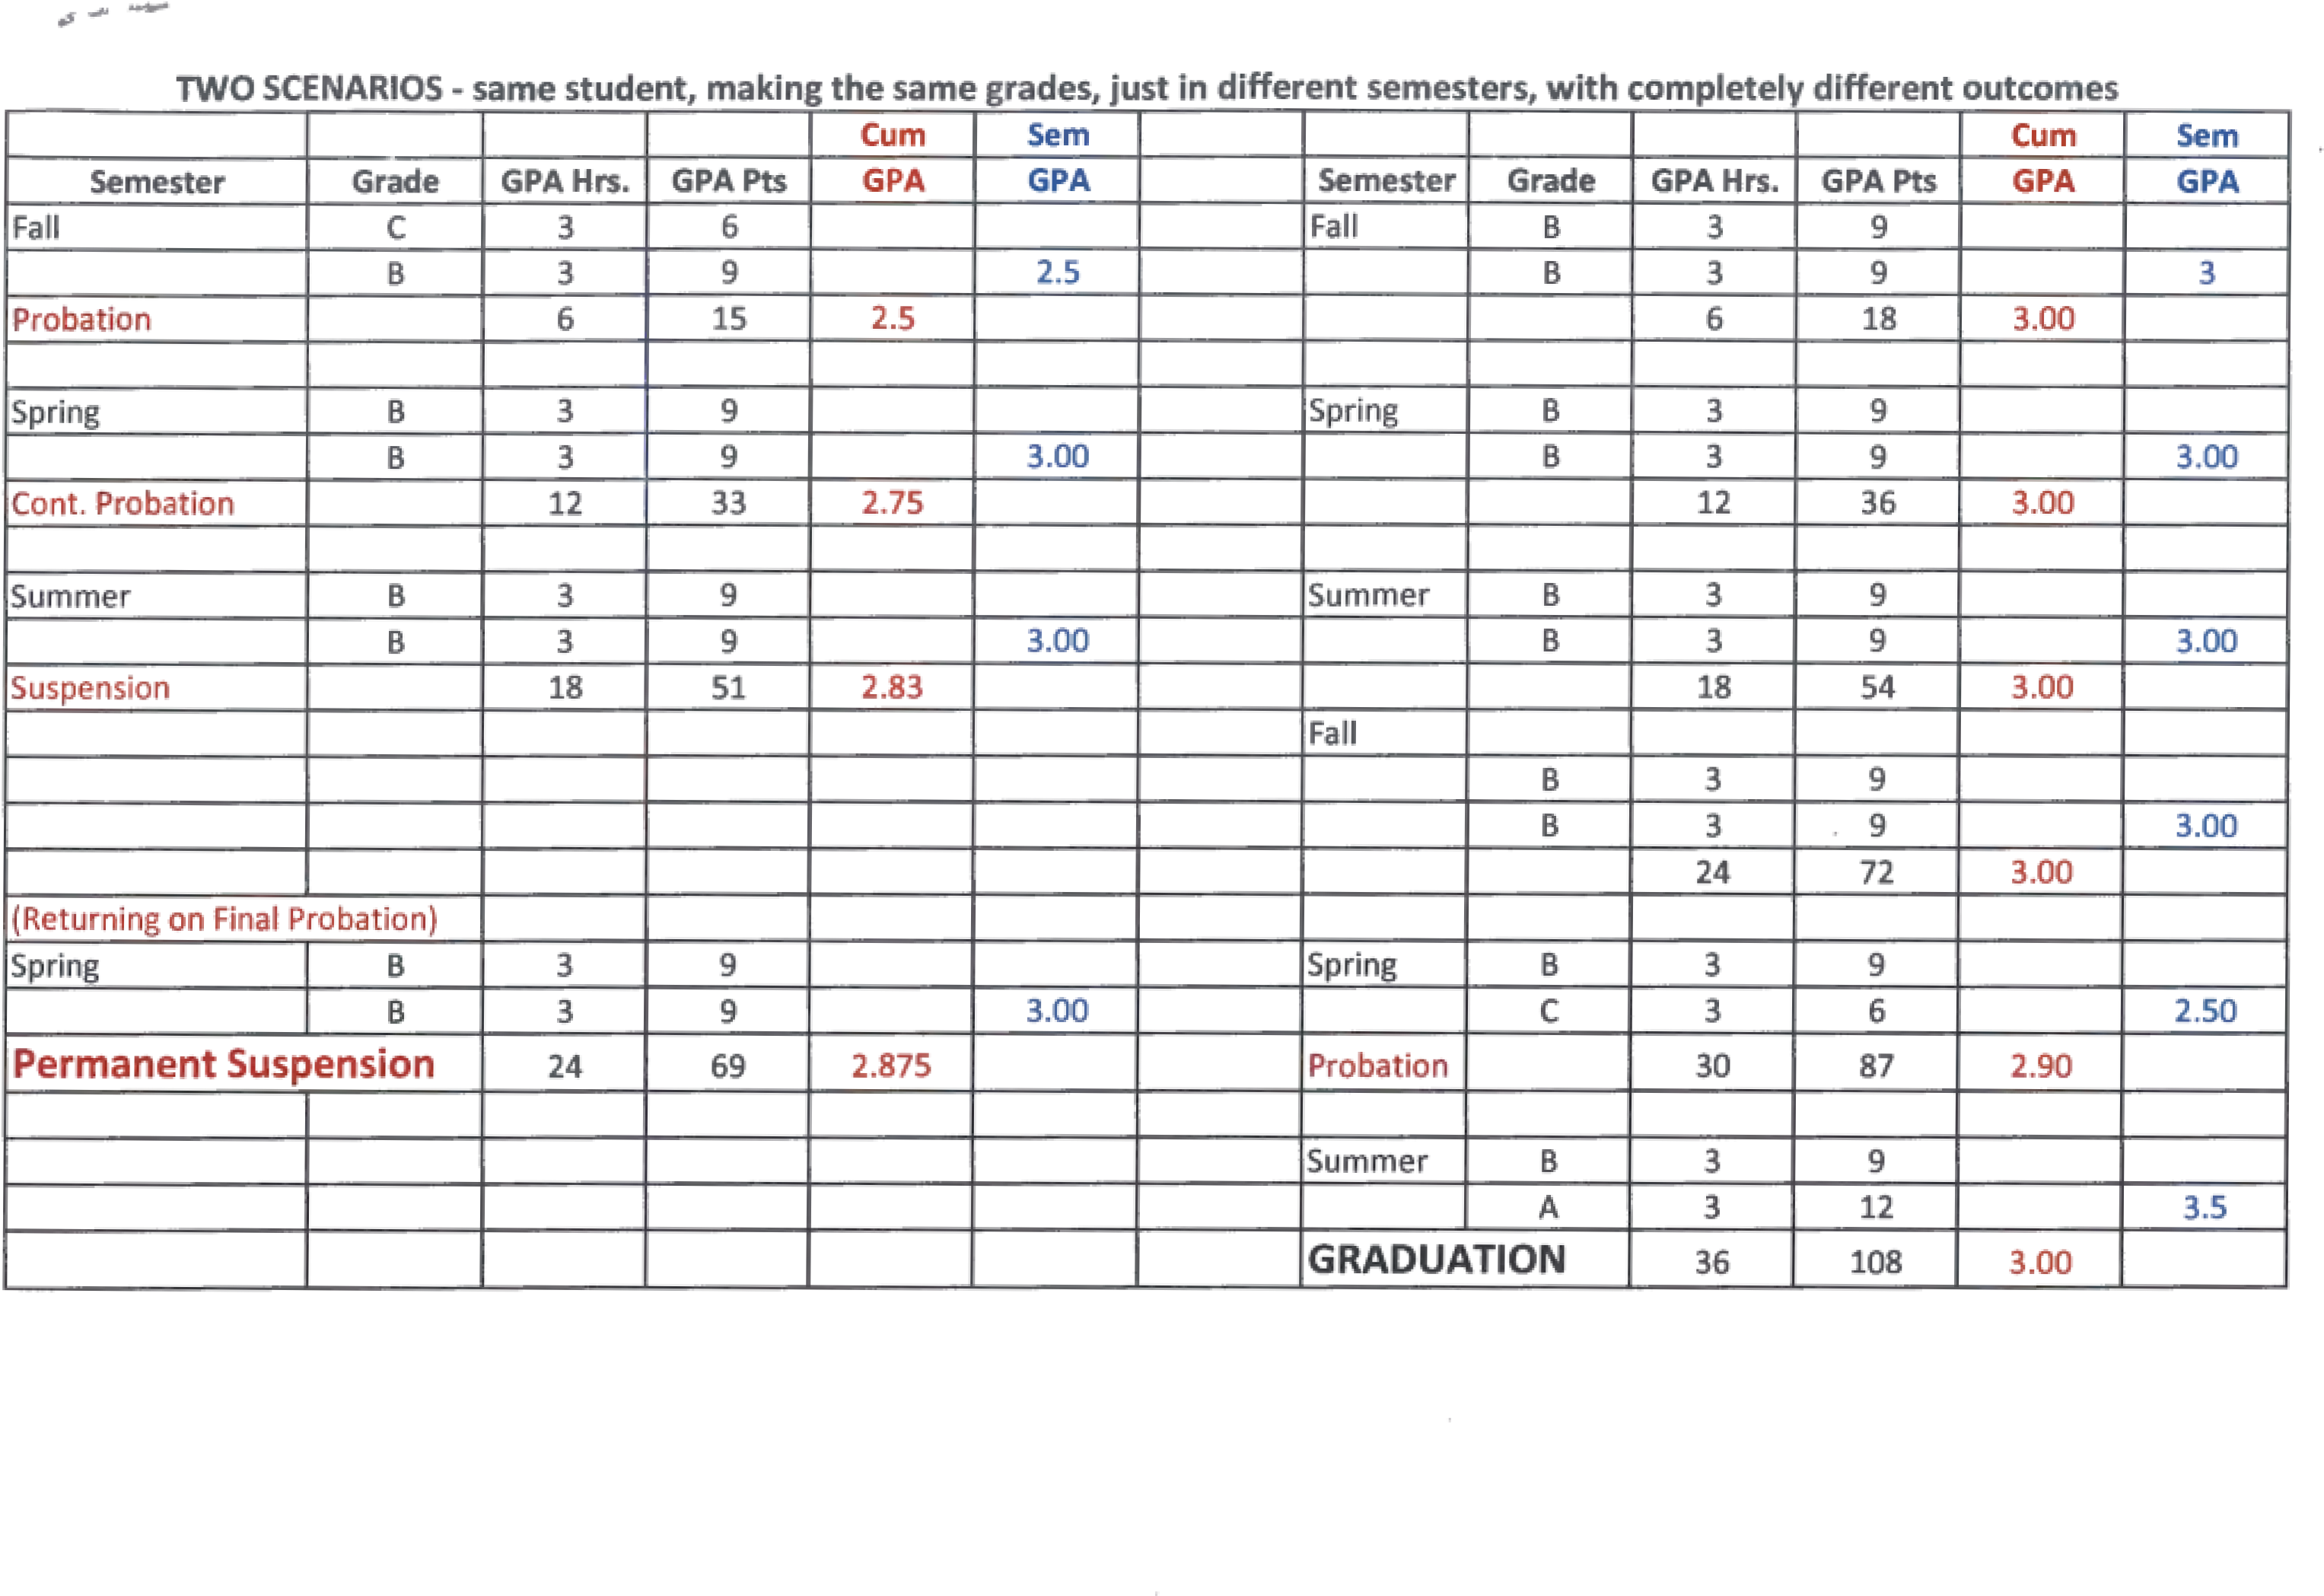 TWO SCENARIOS - same student, making the same grades, just in different semesters, with completely different outcomes
Cum Sem Cum Sem
Semester Grade GPA Hrs. GPA Pts GPA GPA Semester Grade GPA Hrs. GPA Pts GPA GPA
Fall C 3 6 Fall B 3 9
B 3 9 2.5 B 3 9 3
Probation 6 15 2.5 6 18 3.00
Spring B 3 9 Spring B 3 9
B 3 9 3.00 B 3 9 3.00
Cont. Probation 12 33 2.75 12 36 3.00
Summer B 3 9 Summer B 3 9
B 3 9 3.00 B 3 9 3.00
Suspension 18 51 2.83 18 54 3.00
Fall
B 3 9
B 3 9 3.00
24 72 3.00
(Returning on Final Probation)
Spring B 3 9 Spring B 3 9
B 3 9 3.00 C 3 6 2.50
Permanent Suspension 24 69 2.875 Probation 30 87 2.90
Summer B 3 9
A 3 12 3.5
GRADUATION 36 108 3.00